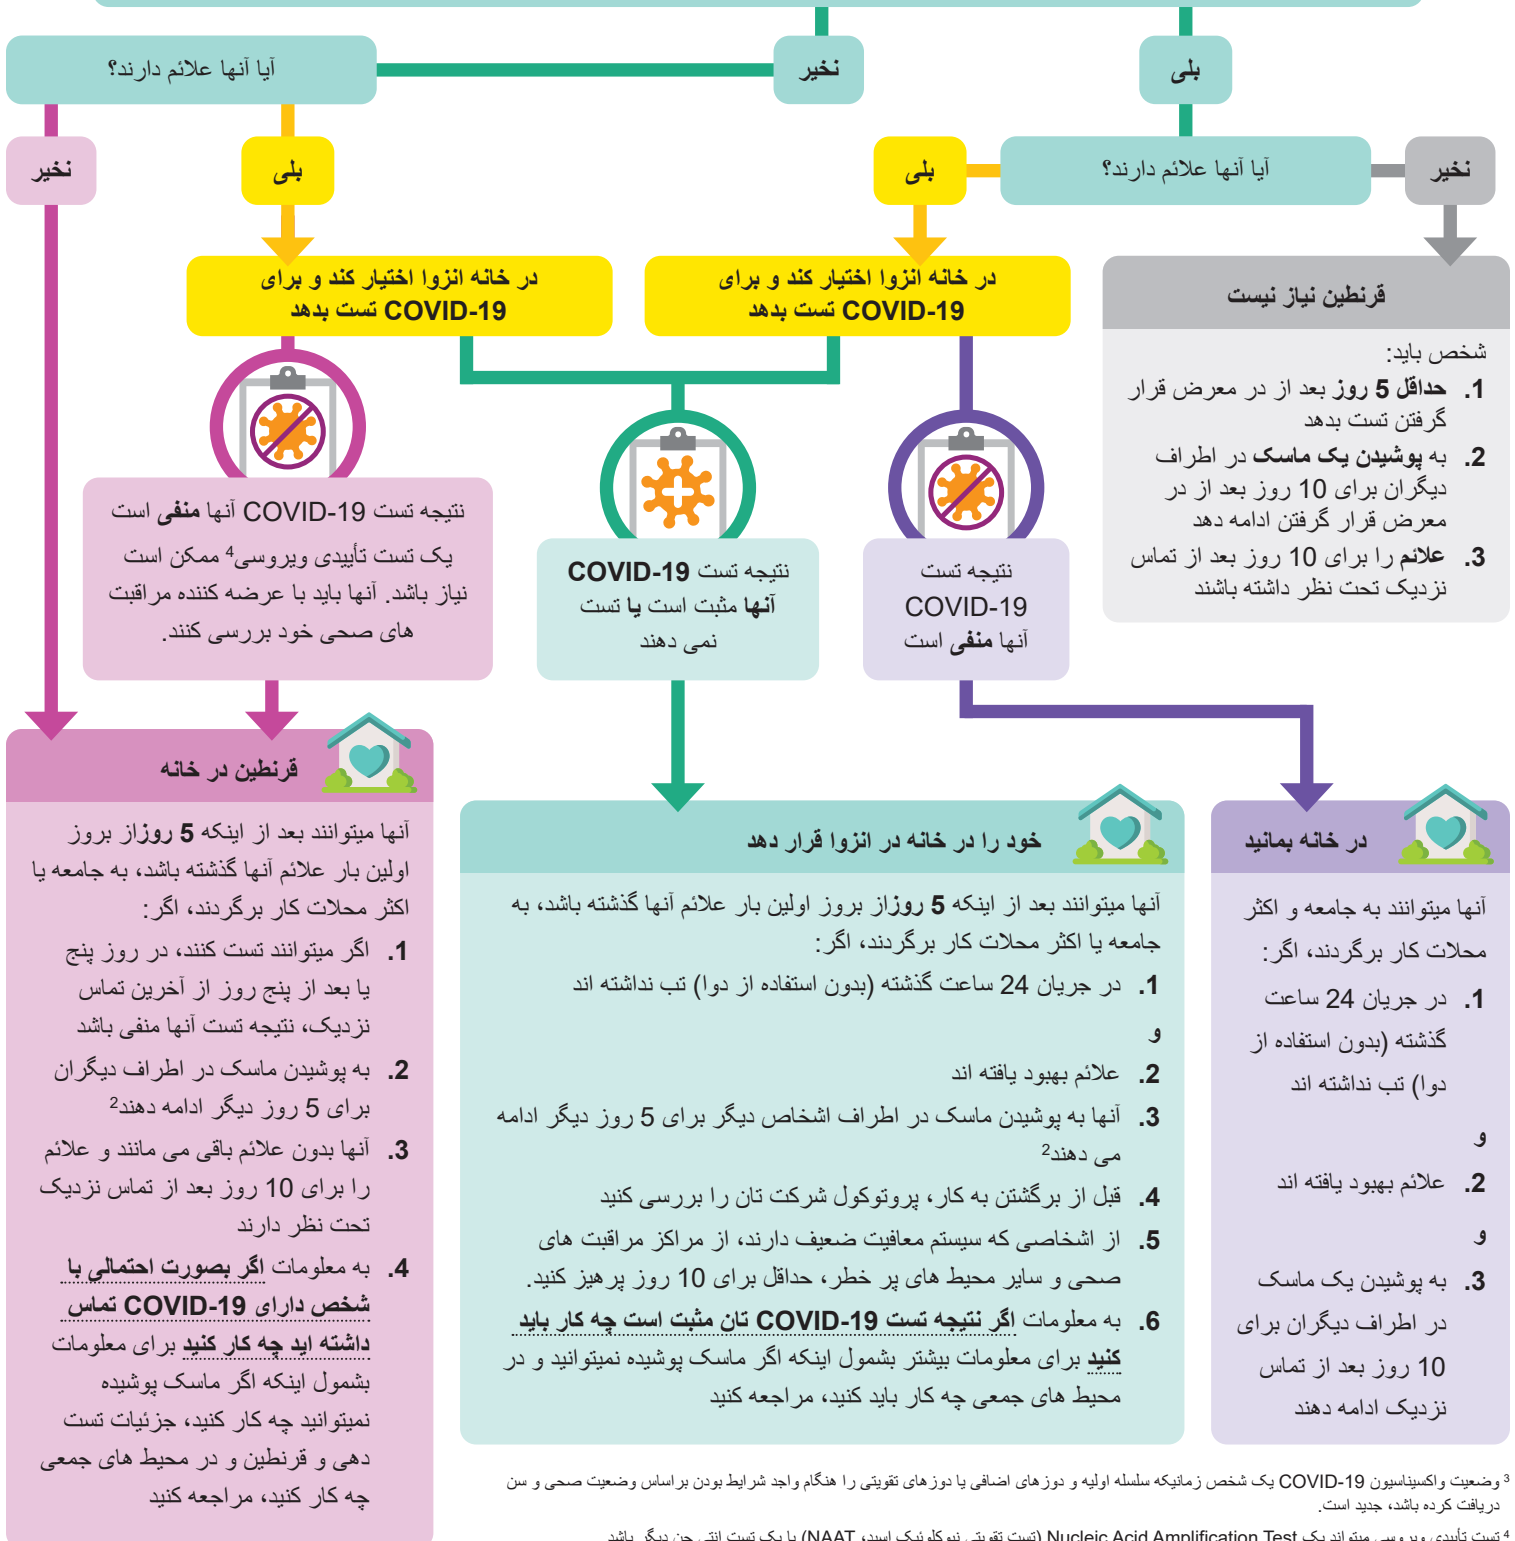 بلی
نخیر
آیا آنها علائم دارند؟
نخیر
آیا آنها علائم دارند؟
بلی
بلی
نخیر
قرنطین نیاز نیست
شخص باید:
1. حداقل 5 روز بعد از در معرض قرار
گرفتن تست بدهد
2. به پوشیدن یک ماسک در اطراف
دیگران برای 10 روز بعد از در
معرض قرار گرفتن ادامه دهد
3. علائم را برای 10 روز بعد از تماس
نزدیک تحت نظر داشته باشند
در خانه انزوا اختیار کند و برای
COVID-19 تست بدهد
در خانه انزوا اختیار کند و برای
COVID-19 تست بدهد
نتیجه تست
COVID-19
آنها منفی است
نتیجه تست COVID-19
آنها مثبت است یا تست
نمی دهند
نتیجه تست COVID-19 آنها منفی است
یک تست تأییدی ویروسی4 ممکن است
نیاز باشد. آنها باید با عرضه کننده مراقبت
های صحی خود بررسی کنند.
در خانه بمانید
آنها میتوانند به جامعه و اکثر
محلات کار برگردند، اگر:
1. در جریان 24 ساعت
گذشته (بدون استفاده از
دوا) تب نداشته اند
و
2. علائم بهبود یافته اند
و
3. به پوشیدن یک ماسک
در اطراف دیگران برای
10 روز بعد از تماس
نزدیک ادامه دهند
خود را در خانه در انزوا قرار دهد
آنها میتوانند بعد از اینکه 5 روزاز بروز اولین بار علائم آنها گذشته باشد، به
جامعه یا اکثر محلات کار برگردند، اگر:
1. در جریان 24 ساعت گذشته (بدون استفاده از دوا) تب نداشته اند
و
2. علائم بهبود یافته اند
3. آنها به پوشیدن ماسک در اطراف اشخاص دیگر برای 5 روز دیگر ادامه
می دهند2
4. قبل از برگشتن به کار، پروتوکول شرکت تان را بررسی کنید
5. از اشخاصی که سیستم معافیت ضعیف دارند، از مراکز مراقبت های
صحی و سایر محیط های پر خطر، حداقل برای 10 روز پرهیز کنید.
6. به معلومات اگر نتیجه تست COVID-19 تان مثبت است چه کار باید
کنید برای معلومات بیشتر بشمول اینکه اگر ماسک پوشیده نمیتوانید و در
محیط های جمعی چه کار باید کنید، مراجعه کنید
قرنطین در خانه
آنها میتوانند بعد از اینکه 5 روزاز بروز
اولین بار علائم آنها گذشته باشد، به جامعه یا
اکثر محلات کار برگردند، اگر:
1. اگر میتوانند تست کنند، در روز پنج
یا بعد از پنج روز از آخرین تماس
نزدیک، نتیجه تست آنها منفی باشد
2. به پوشیدن ماسک در اطراف دیگران
برای 5 روز دیگر ادامه دهند2
3. آنها بدون علائم باقی می مانند و علائم
را برای 10 روز بعد از تماس نزدیک
تحت نظر دارند
4. به معلومات اگر بصورت احتمالی با
شخص دارای COVID-19 تماس
داشته اید چه کار کنید برای معلومات
بشمول اینکه اگر ماسک پوشیده
نمیتوانید چه کار کنید، جزئیات تست
دهی و قرنطین و در محیط های جمعی
چه کار کنید، مراجعه کنید
3 وضعیت واکسیناسیون COVID-19 یک شخص زمانیکه سلسله اولیه و دوزهای اضافی یا دوزهای تقویتی را هنگام واجد شرایط بودن براساس وضعیت صحی و سن
دریافت کرده باشد، جدید است.
4 تست تأییدی ویروسی میتواند یک Nucleic Acid Amplification Test (تست تقویتی نیوکلوئیک اسید، NAAT) یا یک تست انتی جن دیگر باشد